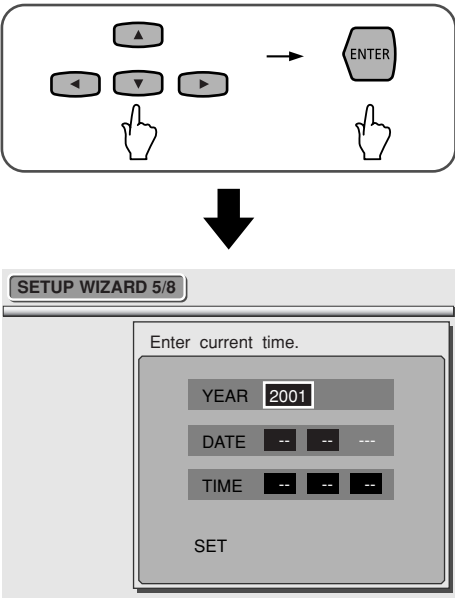 ENTER
SETUP WIZARD 5/8
Enter current time.
YEAR 2001
DATE -- -- ---
TIME -- -- --
SET